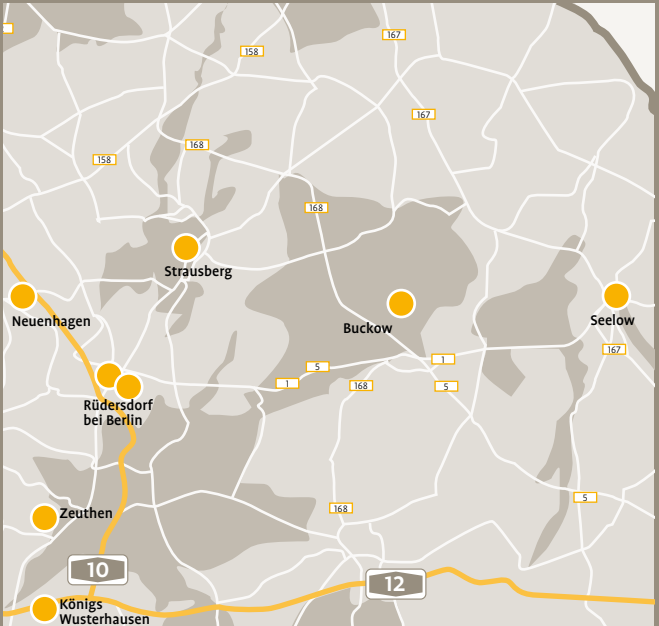 167
158
167
158
168
168
Strausberg
Neuenhagen
Buckow
Seelow
167
1
5
1
168
5
Rüdersdorf
bei Berlin
5
168
Zeuthen
10
12
Königs
Wusterhausen